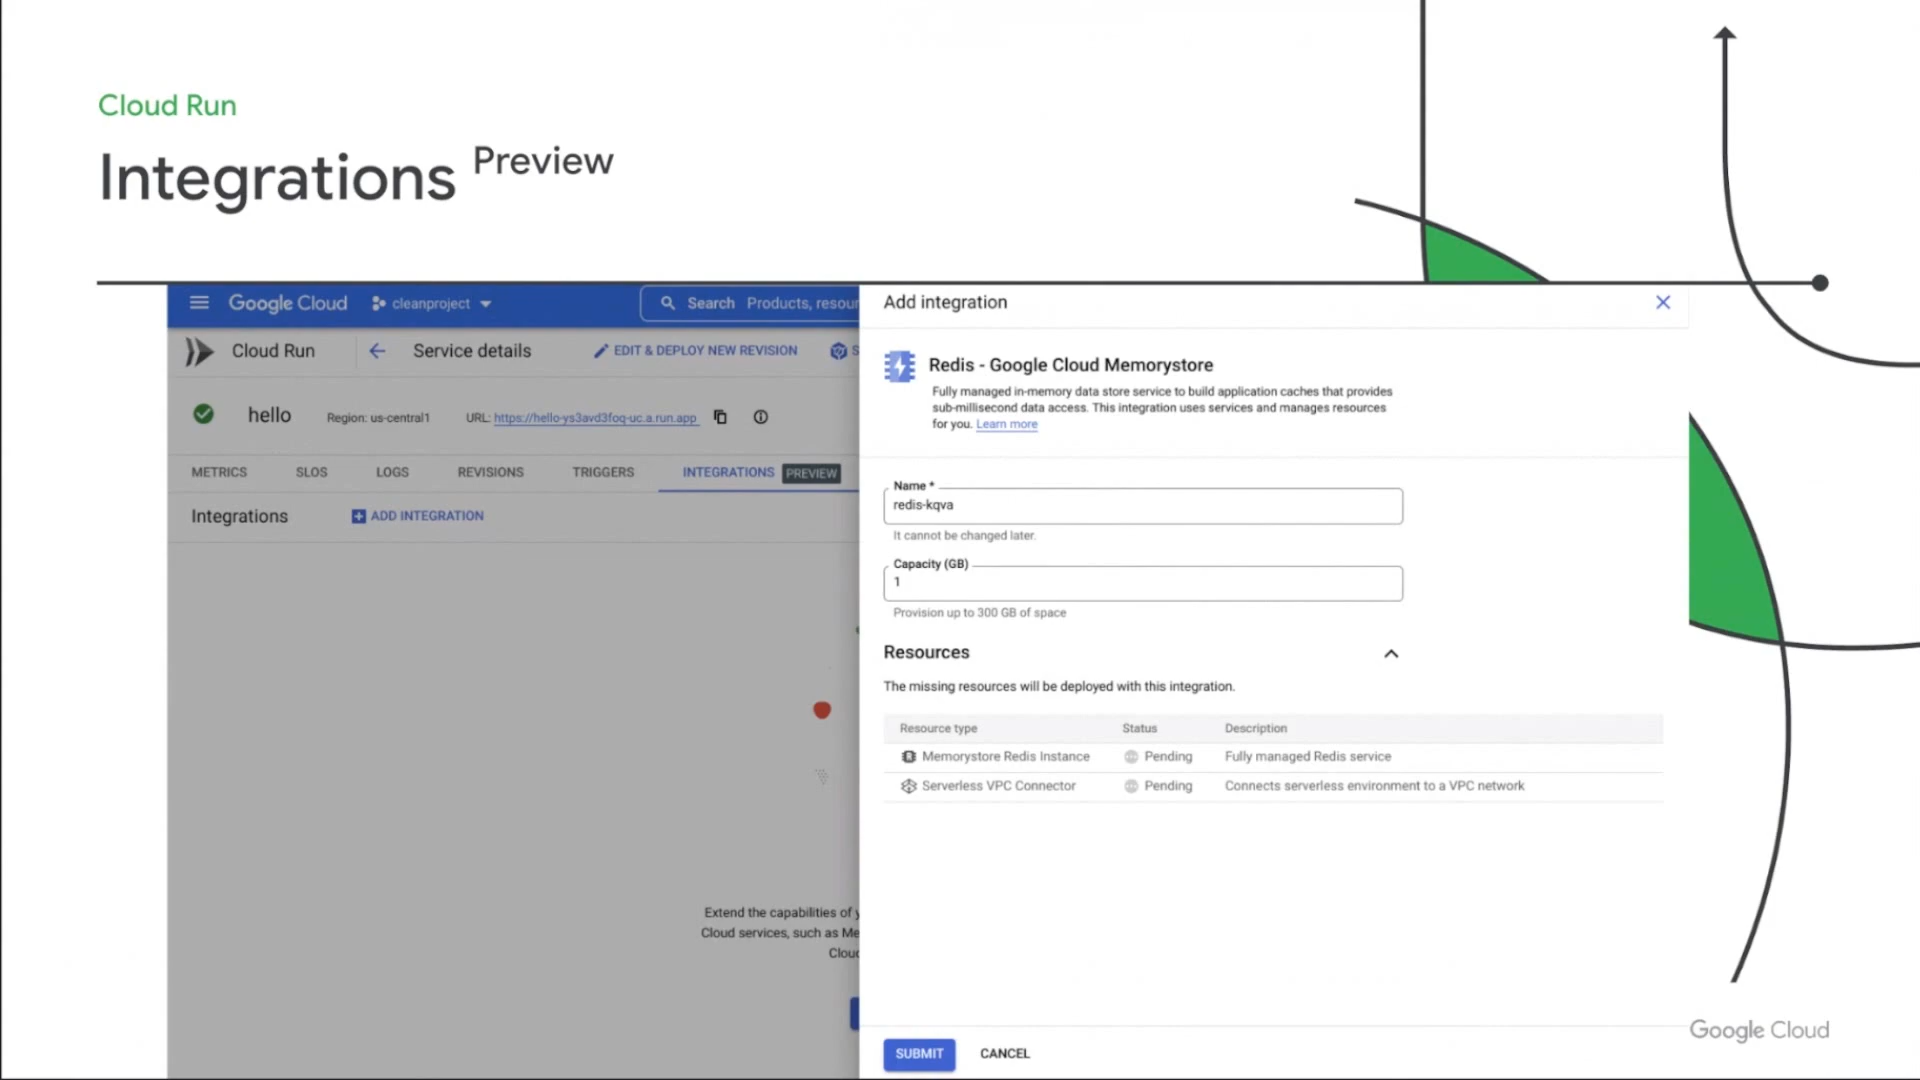 Cloud Run
Integrations Preview
Google Cloud
cleanproject
Search Products, resour
Cloud Run
Service details
EDIT & DEPLOY NEW REVISION
S
hello
Region: us-central1
URL: https://hello-ys3avd3foq-uc.a.run.app
METRICS
SLOS
LOGS
REVISIONS
TRIGGERS
INTEGRATIONS PREVIEW
Integrations
ADD INTEGRATION
Extend the capabilities of y
Cloud services, such as Me
Clou
Add integration
Redis - Google Cloud Memorystore
Fully managed in-memory data store service to build application caches that provides
sub-millisecond data access. This integration uses services and manages resources
for you. Learn more
Name *
redis-kqva
It cannot be changed later.
Capacity (GB)
1
Provision up to 300 GB of space
Resources
The missing resources will be deployed with this integration.
Resource type Status Description
Memorystore Redis Instance Pending Fully managed Redis service
Serverless VPC Connector Pending Connects serverless environment to a VPC network
SUBMIT
CANCEL
Google Cloud